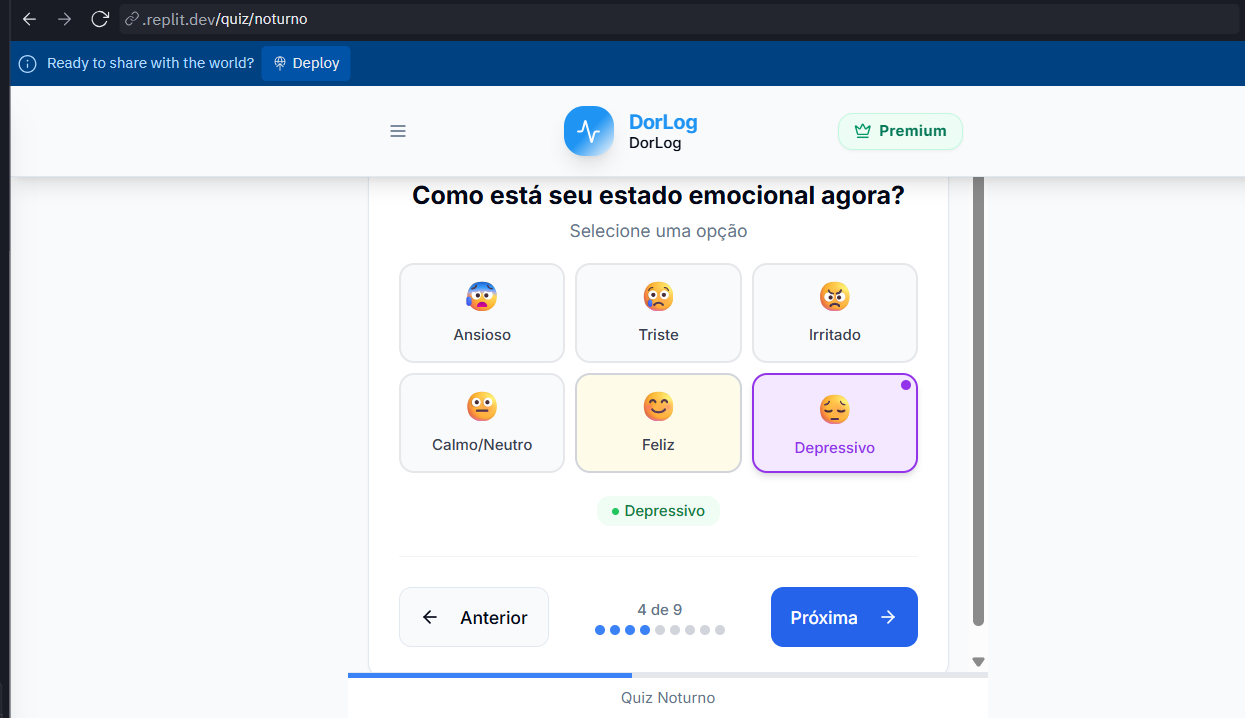 .replit.dev/quiz/noturno
Ready to share with the world?
Deploy
DorLog
DorLog
Premium
Como está seu estado emocional agora?
Selecione uma opção
Ansioso
Triste
Irritado
Calmo/Neutro
Feliz
Depressivo
Depressivo
Anterior
4 de 9
Próxima
Quiz Noturno